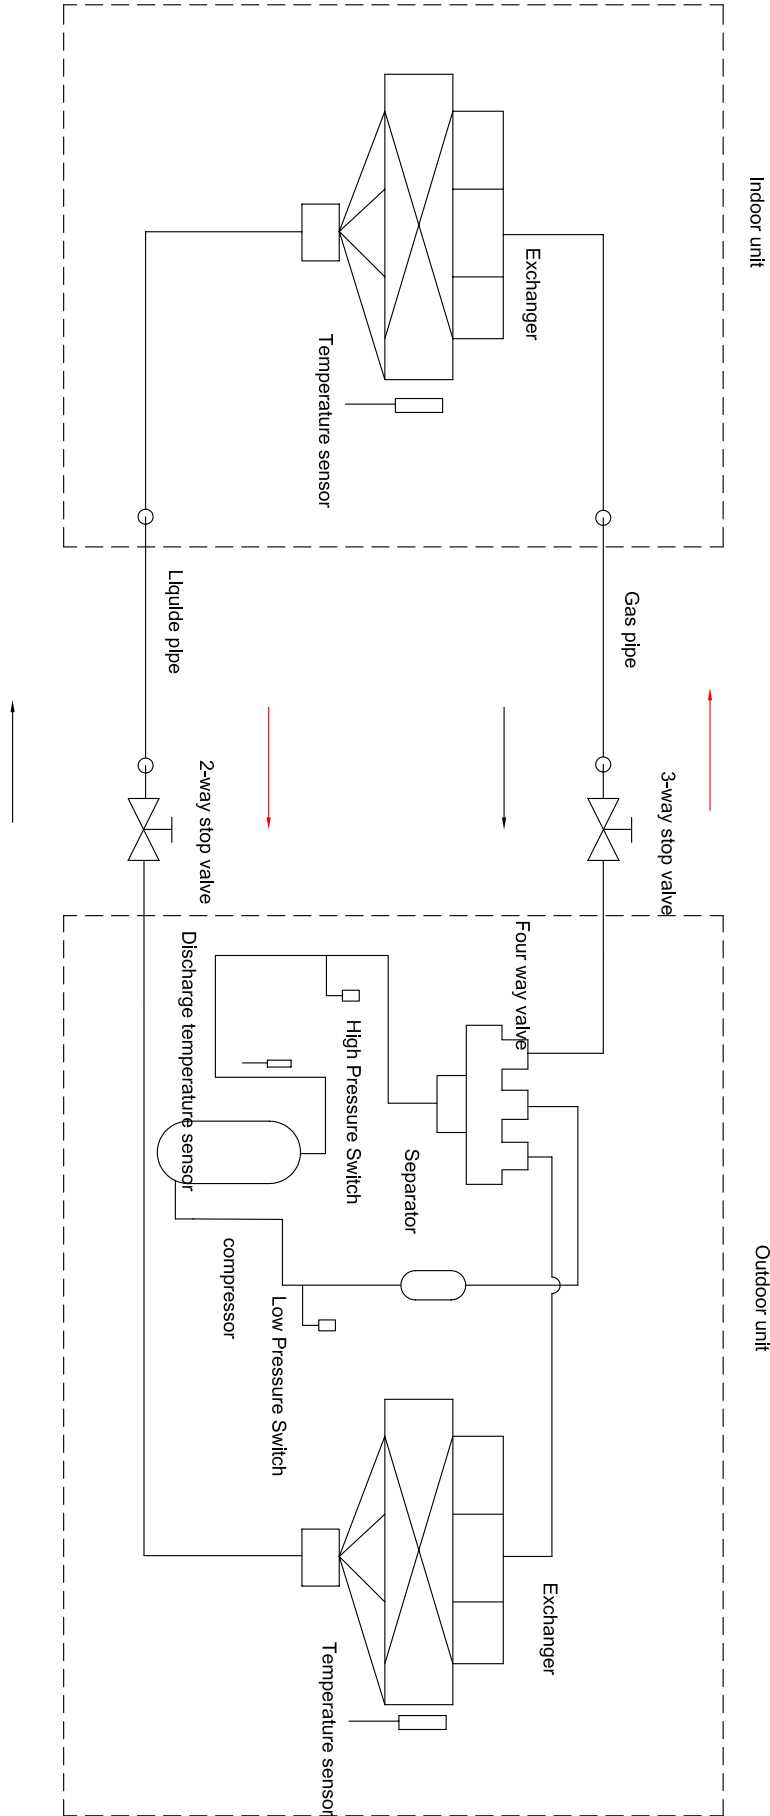 Indoor unit
Outdoor unit
3-way stop valve
Gas pipe
Exchanger
Exchanger
Four way valve
Separator
High Pressure Switch
Temperature sensor
Temperature sensor
Low Pressure Switch
compressor
2-way stop valve
Discharge temperature sensor
LIquIde pIpe